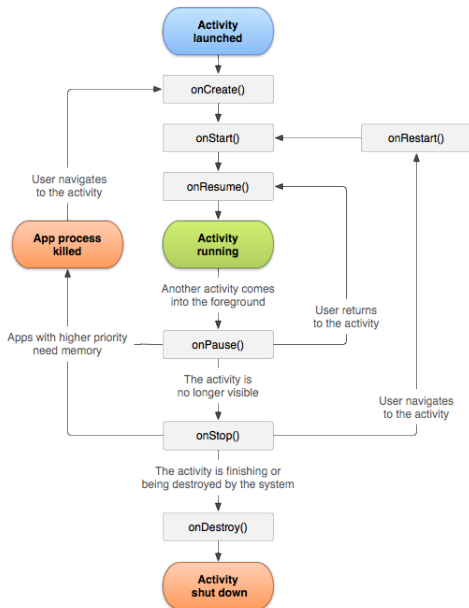 Activity
launched
onCreate()
onStart()
onRestart()
User navigates
to the activity
onResume()
App process
killed
Activity
running
Another activity comes
into the foreground
User returns
to the activity
Apps with higher priority
need memory
onPause()
The activity is
no longer visible
User navigates
to the activity
onStop()
The activity is finishing or
being destroyed by the system
onDestroy()
Activity
shut down